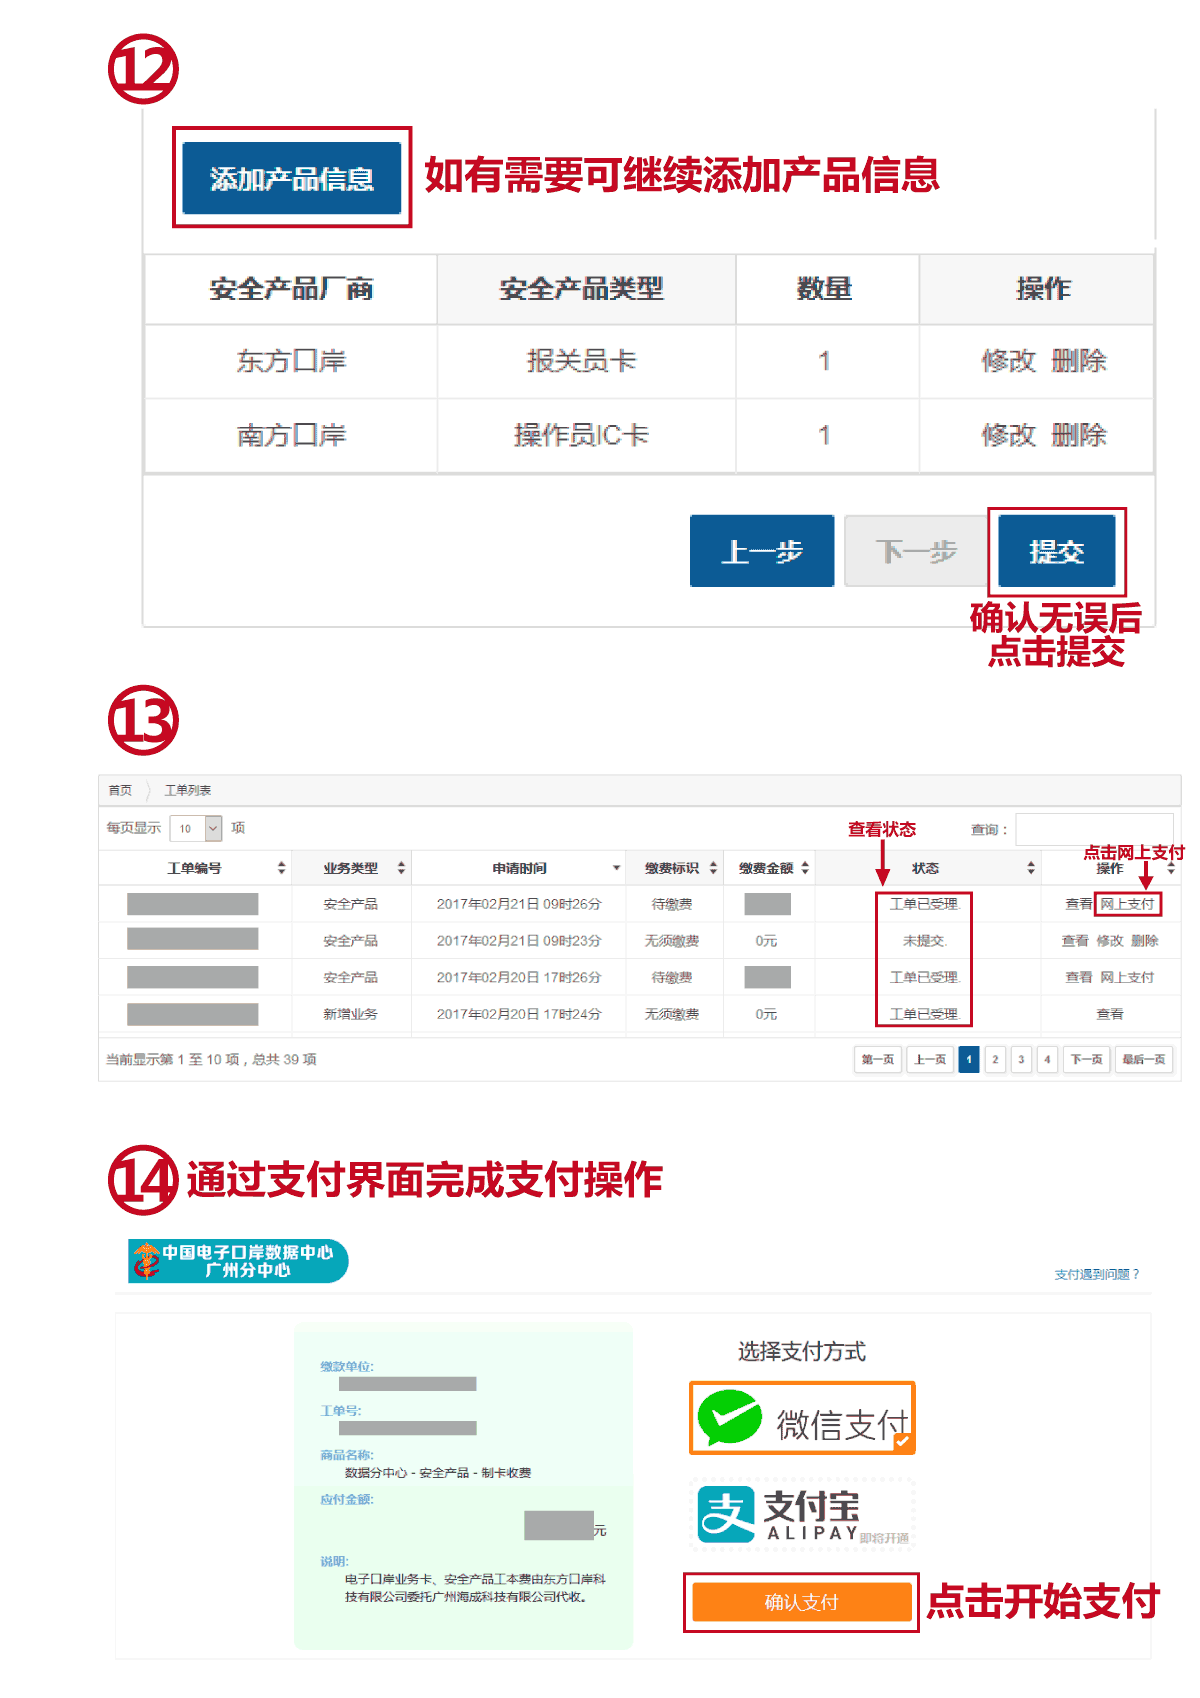 ⑫
添加产品信息 如有需要可继续添加产品信息
安全产品厂商 安全产品类型 数量 操作
东方口岸 报关员卡 1 修改 删除
南方口岸 操作员IC卡 1 修改 删除
上一步 下一步 提交
确认无误后
点击提交
⑬
首页 工单列表
每页显示 10 项 查看状态 查询：
点击网上支付
工单编号 业务类型 申请时间 缴费标识 缴费金额 状态 操作
安全产品 2017年02月21日 09时26分 待缴费 工单已受理. 查看 网上支付
安全产品 2017年02月21日 09时23分 无须缴费 0元 未提交. 查看 修改 删除
安全产品 2017年02月20日 17时26分 待缴费 工单已受理. 查看 网上支付
新增业务 2017年02月20日 17时24分 无须缴费 0元 工单已受理. 查看
当前显示第 1 至 10 项，总共 39 项 第一页 上一页 1 2 3 4 下一页 最后一页
⑭ 通过支付界面完成支付操作
中国电子口岸数据中心
广州分中心
支付遇到问题？
选择支付方式
缴款单位:
工单号:
微信支付
商品名称:
数据分中心 - 安全产品 - 制卡收费
应付金额:
元
支付宝
ALIPAY 即将开通
说明:
电子口岸业务卡、安全产品工本费由东方口岸科
技有限公司委托广州海成科技有限公司代收。
确认支付 点击开始支付